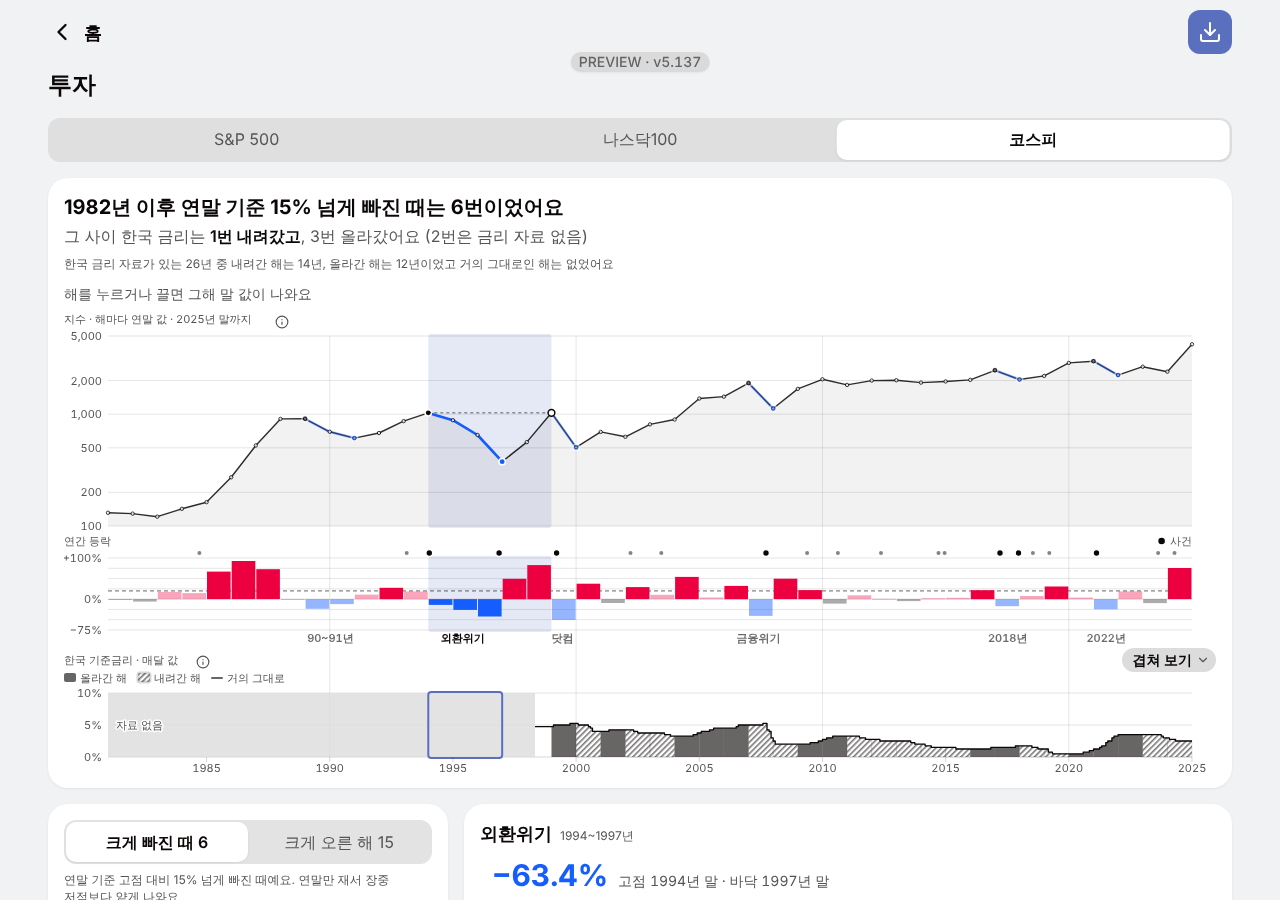 홈
PREVIEW · v5.137
투자
S&P 500
나스닥100
코스피
1982년 이후 연말 기준 15% 넘게 빠진 때는 6번이었어요
그 사이 한국 금리는 1번 내려갔고, 3번 올라갔어요 (2번은 금리 자료 없음)
한국 금리 자료가 있는 26년 중 내려간 해는 14년, 올라간 해는 12년이었고 거의 그대로인 해는 없었어요
해를 누르거나 끌면 그해 말 값이 나와요
지수 · 해마다 연말 값 · 2025년 말까지
5,000
2,000
1,000
500
200
100
연간 등락
사건
+100%
0%
−75%
90~91년
외환위기
닷컴
금융위기
2018년
2022년
한국 기준금리 · 매달 값
겹쳐 보기
올라간 해
내려간 해
거의 그대로
10%
5%
0%
자료 없음
1985
1990
1995
2000
2005
2010
2015
2020
2025
크게 빠진 때 6
크게 오른 해 15
연말 기준 고점 대비 15% 넘게 빠진 때예요. 연말만 재서 장중
저점보다 얕게 나와요
외환위기 1994~1997년
−63.4% 고점 1994년 말 · 바닥 1997년 말